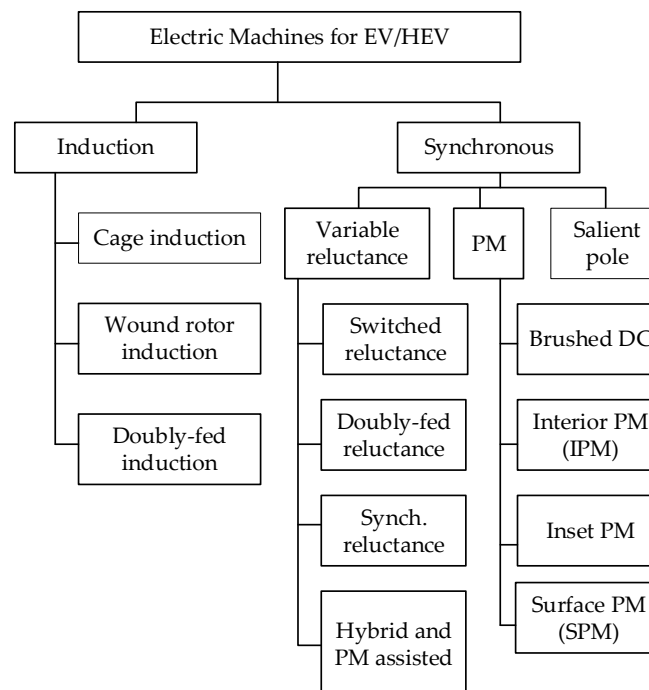 Electric Machines for EV/HEV
Induction
Synchronous
Cage induction
Wound rotor
induction
Doubly-fed
induction
Variable
reluctance
PM
Salient
pole
Switched
reluctance
Doubly-fed
reluctance
Synch.
reluctance
Hybrid and
PM assisted
Brushed DC
Interior PM
(IPM)
Inset PM
Surface PM
(SPM)